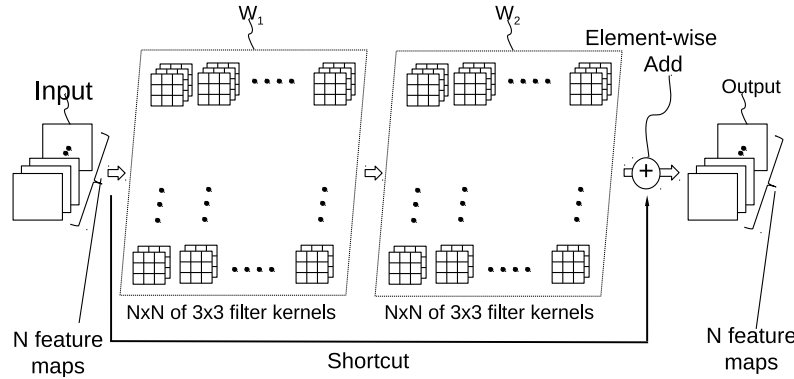 W1
W2
Element-wise
Add
Input
Output
+
NxN of 3x3 filter kernels
NxN of 3x3 filter kernels
N feature
maps
Shortcut
N feature
maps